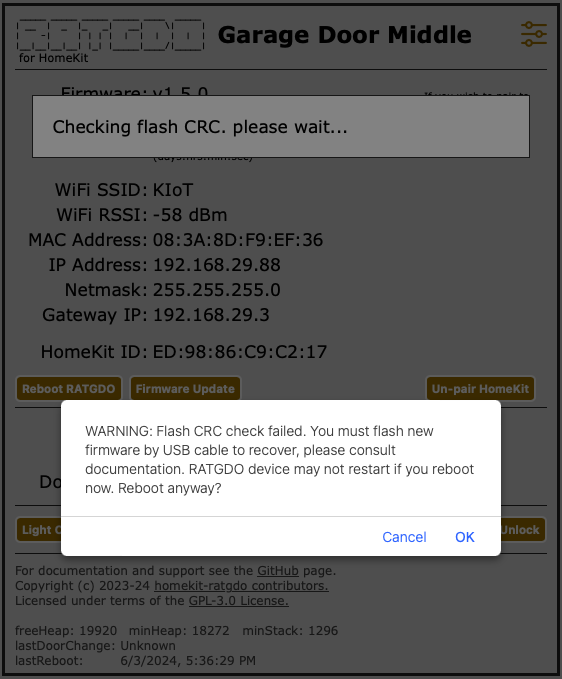 RATGDO Garage Door Middle
for HomeKit
Firmware: v1.5.0
If you wish to pair to
Checking flash CRC. please wait...
(days:hrs:min:sec)
WiFi SSID: KIoT
WiFi RSSI: -58 dBm
MAC Address: 08:3A:8D:F9:EF:36
IP Address: 192.168.29.88
Netmask: 255.255.255.0
Gateway IP: 192.168.29.3
HomeKit ID: ED:98:86:C9:C2:17
Reboot RATGDO Firmware Update Un-pair HomeKit
WARNING: Flash CRC check failed. You must flash new
firmware by USB cable to recover, please consult
documentation. RATGDO device may not restart if you reboot
now. Reboot anyway?
Do
Cancel OK
Light Unlock
For documentation and support see the GitHub page.
Copyright (c) 2023-24 homekit-ratgdo contributors.
Licensed under terms of the GPL-3.0 License.
freeHeap: 19920 minHeap: 18272 minStack: 1296
lastDoorChange: Unknown
lastReboot: 6/3/2024, 5:36:29 PM